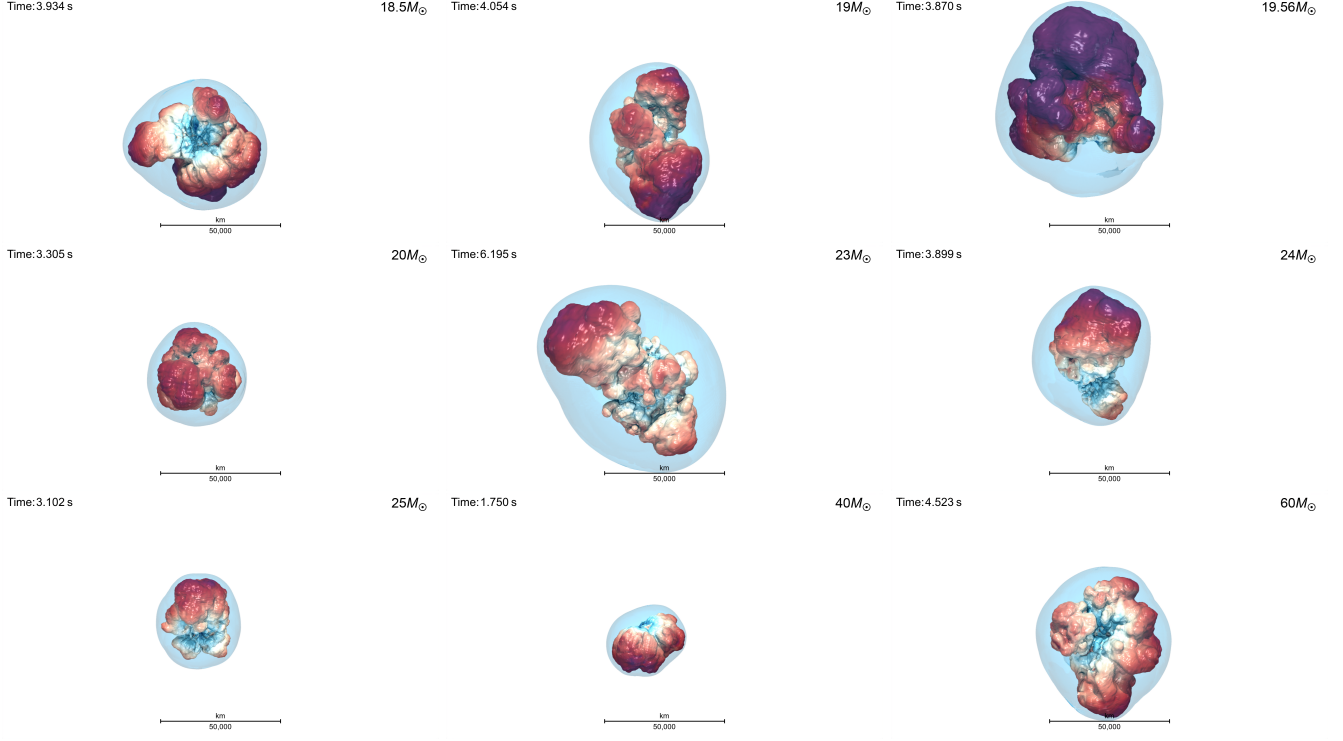 Time:3.934 s 18.5M☉
km
50,000
Time:4.054 s 19M☉
km
50,000
Time:3.870 s 19.56M☉
km
50,000
Time:3.305 s 20M☉
km
50,000
Time:6.195 s 23M☉
km
50,000
Time:3.899 s 24M☉
km
50,000
Time:3.102 s 25M☉
km
50,000
Time:1.750 s 40M☉
km
50,000
Time:4.523 s 60M☉
km
50,000